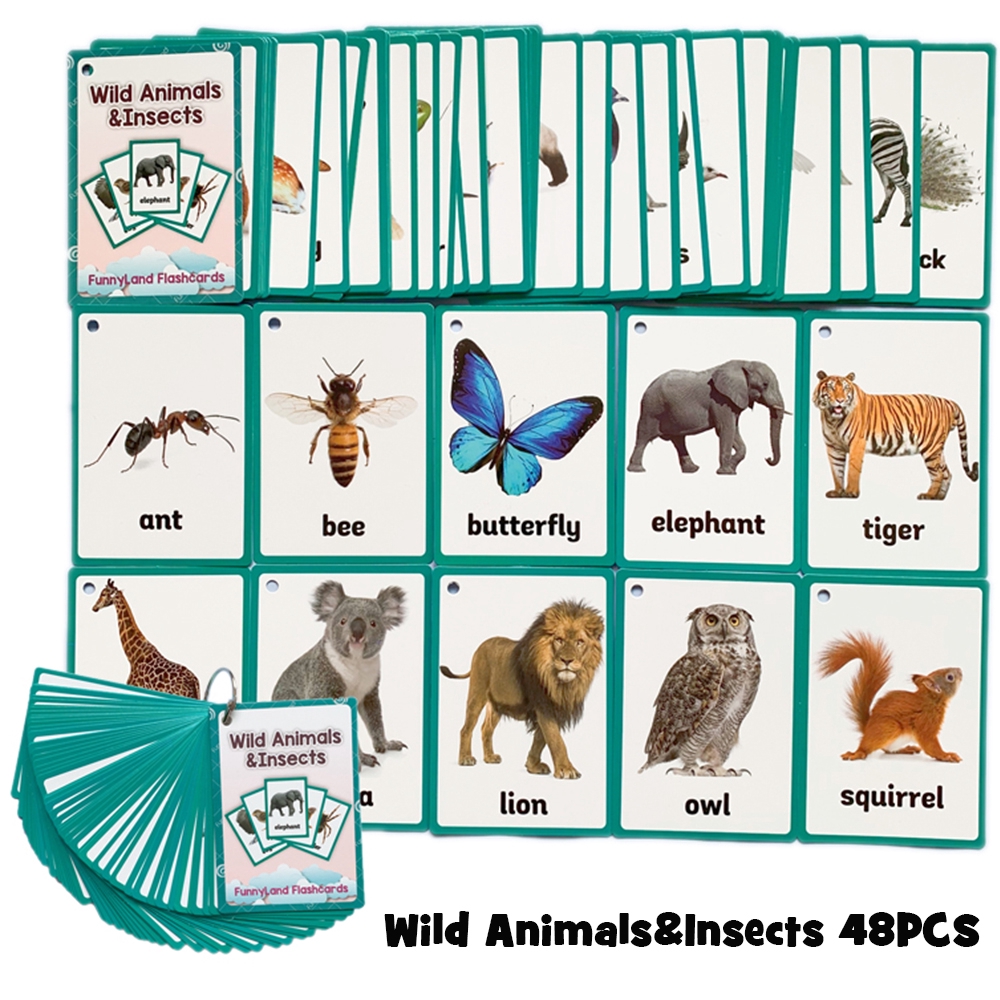 Wild Animals
&Insects
elephant
FunnyLand Flashcards
ck
ant
bee
butterfly
elephant
tiger
a
lion
owl
squirrel
Wild Animals
&Insects
elephant
FunnyLand Flashcards
Wild Animals&Insects 48PCS